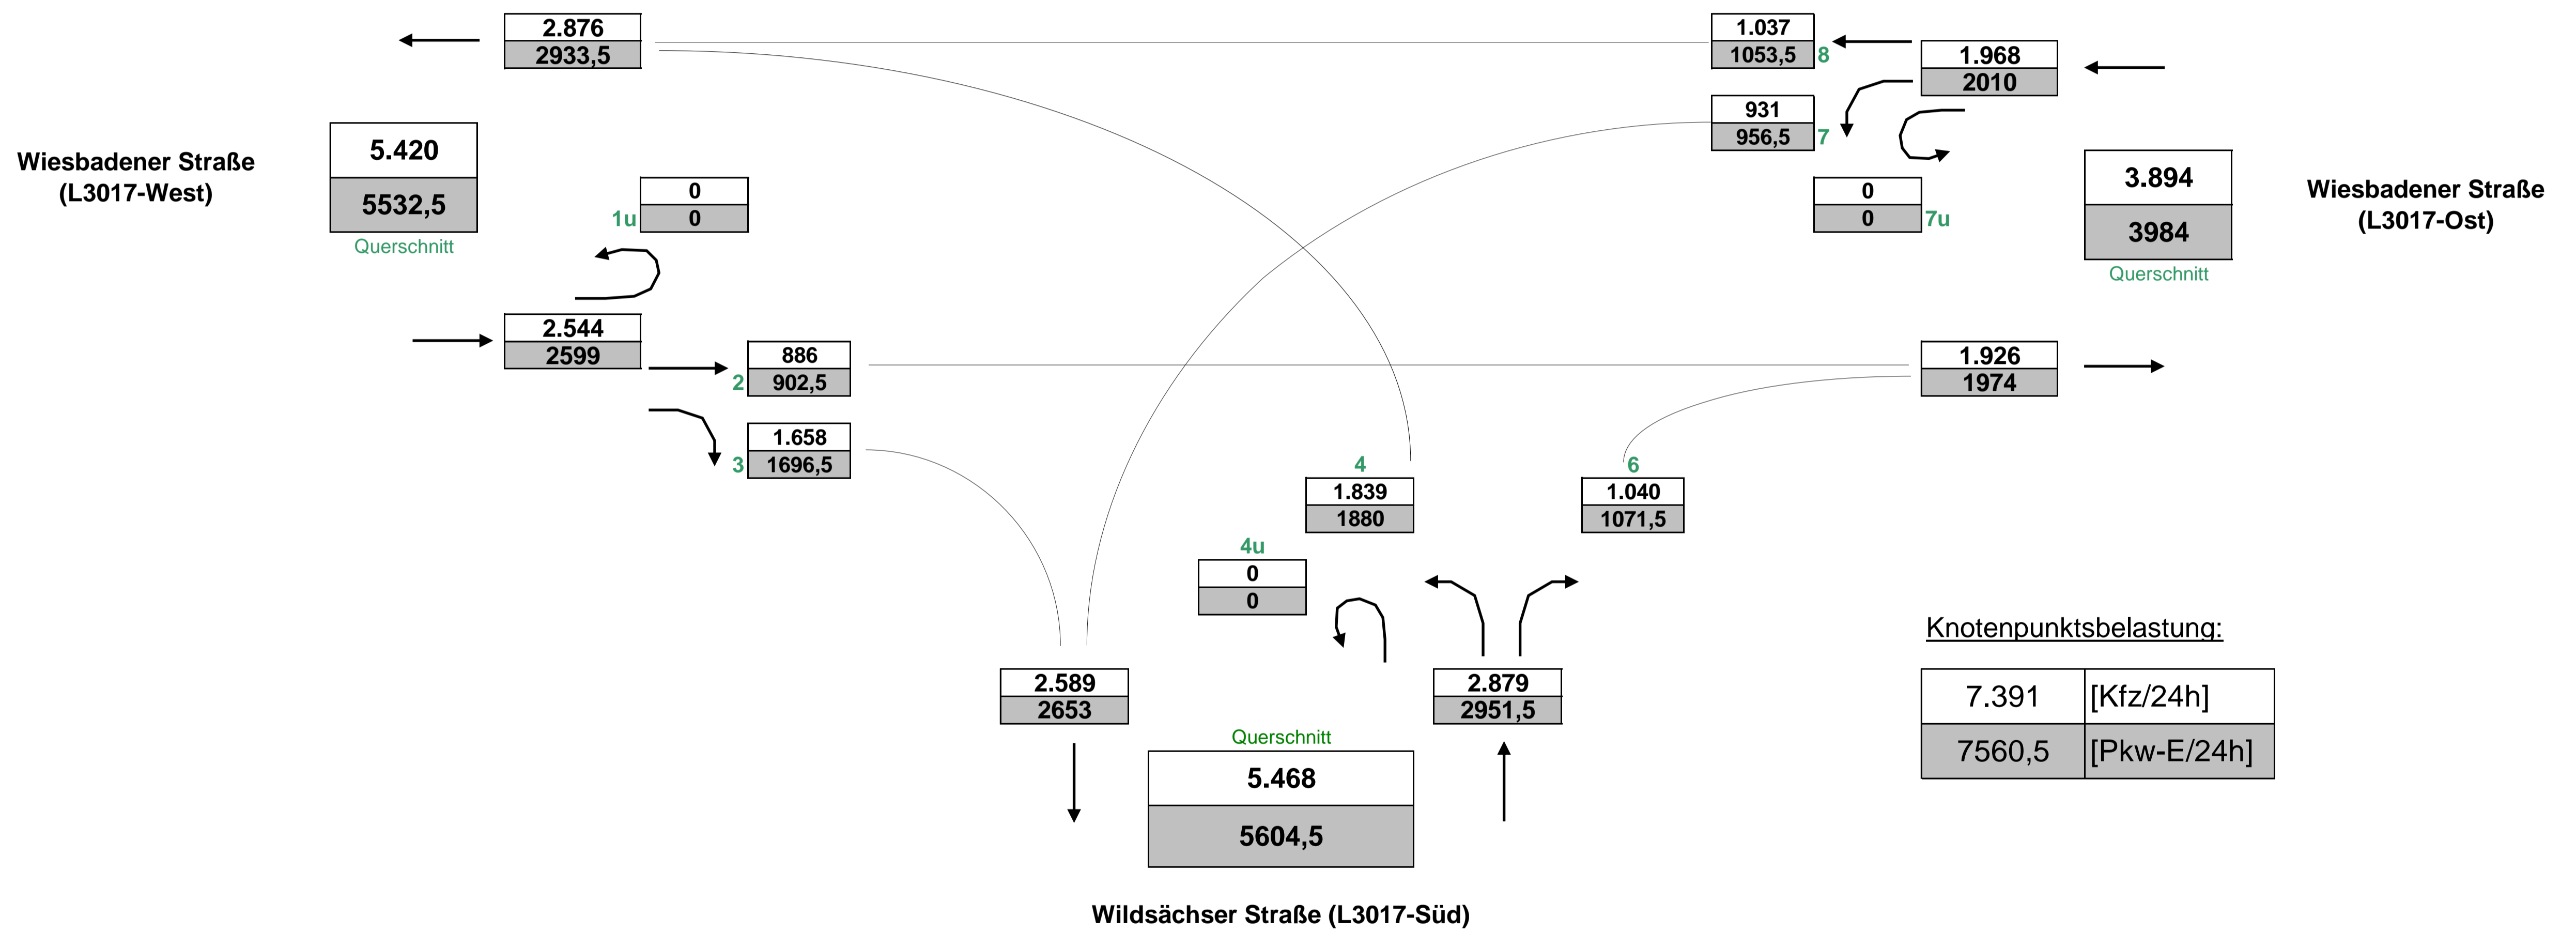 2.876
2933,5
1.037
1053,5 8
1.968
2010
931
956,5 7
Wiesbadener Straße
(L3017-West)
5.420
5532,5
Querschnitt
0
1u 0
0
0 7u
3.894
3984
Querschnitt
Wiesbadener Straße
(L3017-Ost)
2.544
2599
886
2 902,5
1.926
1974
1.658
3 1696,5
4
1.839
1880
6
1.040
1071,5
4u
0
0
2.589
2653
2.879
2951,5
Querschnitt
5.468
5604,5
Knotenpunktsbelastung:
7.391 [Kfz/24h]
7560,5 [Pkw-E/24h]
Wildsächser Straße (L3017-Süd)